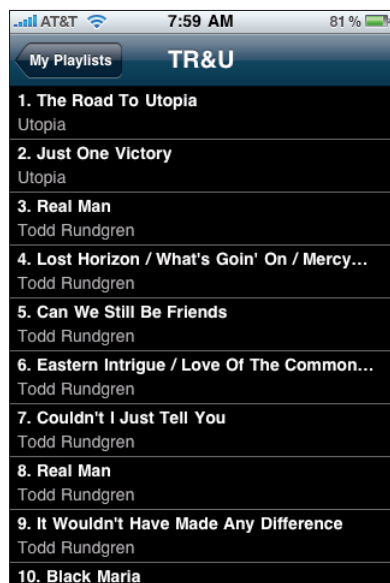 AT&T 7:59 AM 81 %
My Playlists TR&U
1. The Road To Utopia
Utopia
2. Just One Victory
Utopia
3. Real Man
Todd Rundgren
4. Lost Horizon / What's Goin' On / Mercy...
Todd Rundgren
5. Can We Still Be Friends
Todd Rundgren
6. Eastern Intrigue / Love Of The Common...
Todd Rundgren
7. Couldn't I Just Tell You
Todd Rundgren
8. Real Man
Todd Rundgren
9. It Wouldn't Have Made Any Difference
Todd Rundgren
10. Black Maria